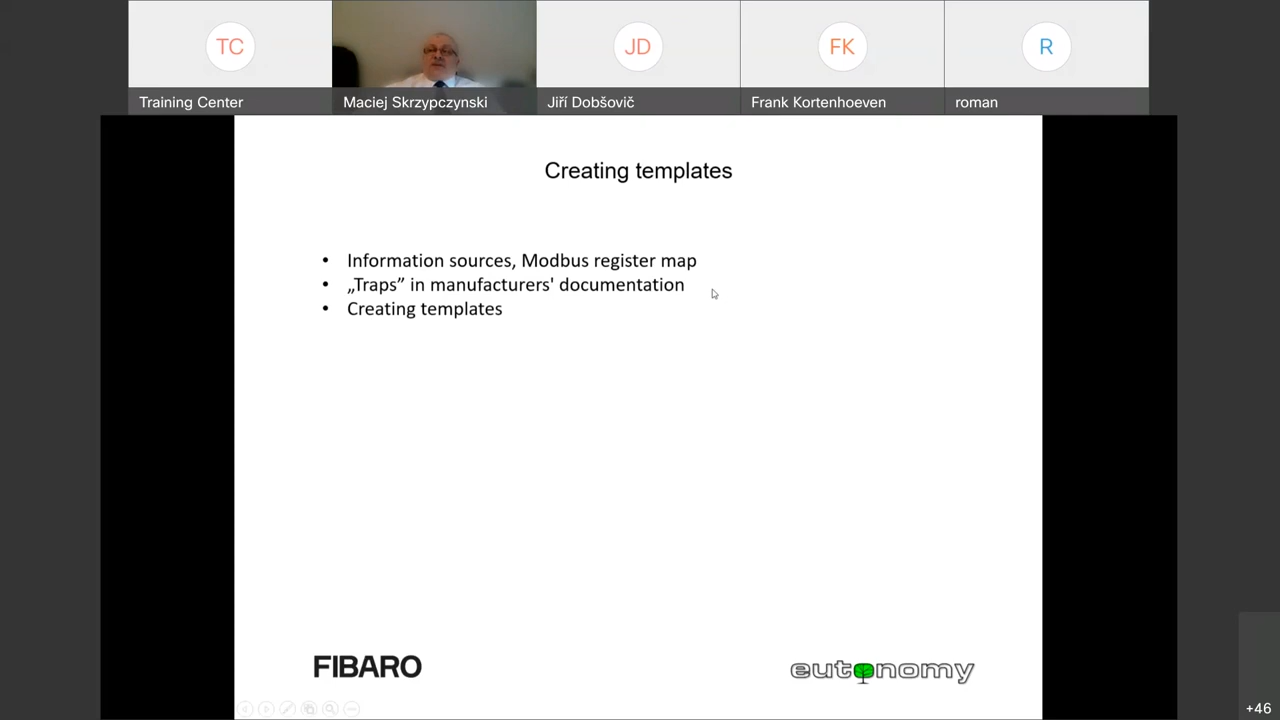 TC
JD
FK
R
Training Center
Maciej Skrzypczynski
Jiří Dobšovič
Frank Kortenhoeven
roman
Creating templates
• Information sources, Modbus register map
• „Traps” in manufacturers' documentation
• Creating templates
FIBARO
eutonomy
+46